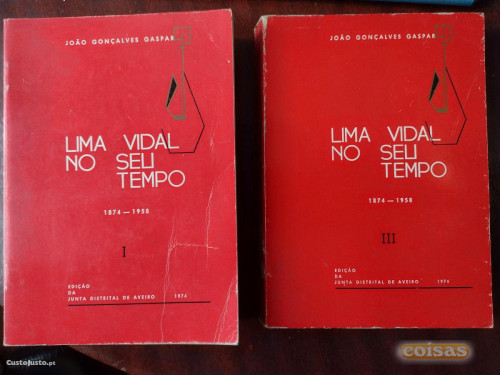 JOÃO GONÇALVES GASPAR
LIMA VIDAL
NO SEU
TEMPO
1874 — 1958
I
EDIÇÃO
DA
JUNTA DISTRITAL DE AVEIRO 1974
JOÃO GONÇALVES GASPAR
LIMA VIDAL
NO SEU
TEMPO
1874 — 1958
III
EDIÇÃO
DA
JUNTA DISTRITAL DE AVEIRO 1974
CustoJusto.pt
coisas